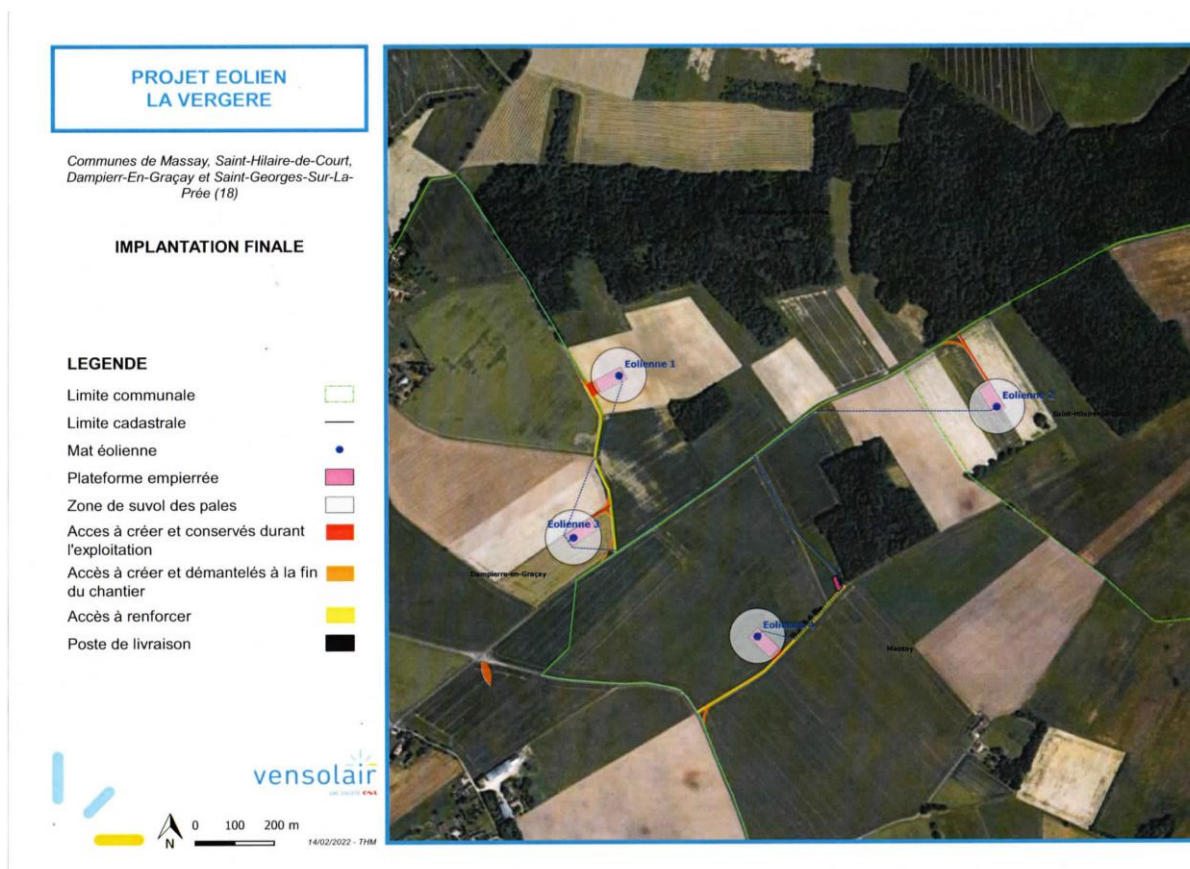 PROJET EOLIEN
LA VERGERE
Communes de Massay, Saint-Hilaire-de-Court,
Dampierr-En-Graçay et Saint-Georges-Sur-La-
Prée (18)
IMPLANTATION FINALE
LEGENDE
Limite communale
Limite cadastrale
Mat éolienne
Plateforme empierrée
Zone de suvol des pales
Acces à créer et conservés durant
l'exploitation
Accès à créer et démantelés à la fin
du chantier
Accès à renforcer
Poste de livraison
vensolair
N
0 100 200 m
14/02/2022 - THM
Eolienne 1
Eolienne 2
Eolienne 3
Dampierre-en-Graçay
Massay